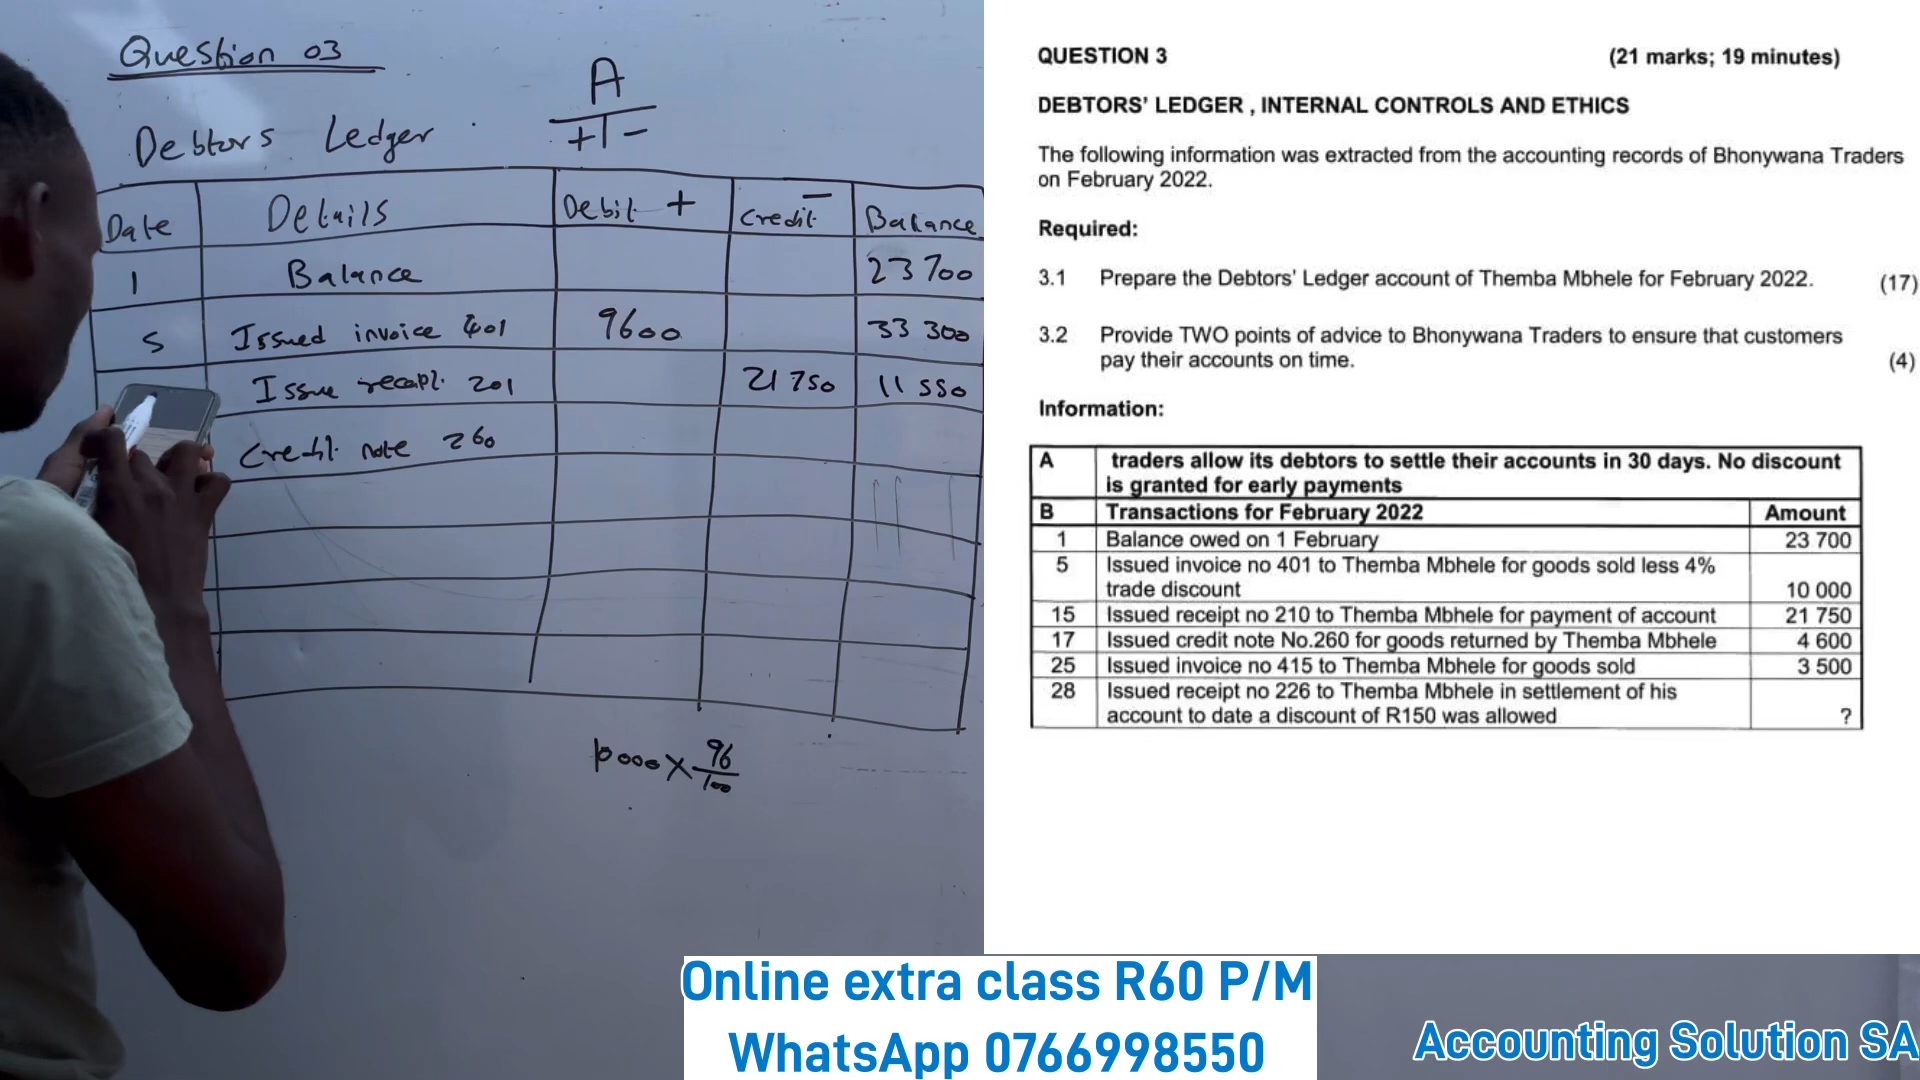 Question 03
A
+ -
Debtors Ledger
Date Details Debit + Credit - Balance
1 Balance 23 700
5 Issued invoice 401 9600 33 300
Issue recapt. 201 21 750 11 550
Credit note 260
10 000 X 96/100
QUESTION 3 (21 marks; 19 minutes)
DEBTORS' LEDGER , INTERNAL CONTROLS AND ETHICS
The following information was extracted from the accounting records of Bhonywana Traders
on February 2022.
Required:
3.1 Prepare the Debtors' Ledger account of Themba Mbhele for February 2022. (17)
3.2 Provide TWO points of advice to Bhonywana Traders to ensure that customers
pay their accounts on time. (4)
Information:
A traders allow its debtors to settle their accounts in 30 days. No discount
is granted for early payments
B Transactions for February 2022 Amount
1 Balance owed on 1 February 23 700
5 Issued invoice no 401 to Themba Mbhele for goods sold less 4%
trade discount 10 000
15 Issued receipt no 210 to Themba Mbhele for payment of account 21 750
17 Issued credit note No.260 for goods returned by Themba Mbhele 4 600
25 Issued invoice no 415 to Themba Mbhele for goods sold 3 500
28 Issued receipt no 226 to Themba Mbhele in settlement of his
account to date a discount of R150 was allowed ?
Online extra class R60 P/M
WhatsApp 0766998550
Accounting Solution SA